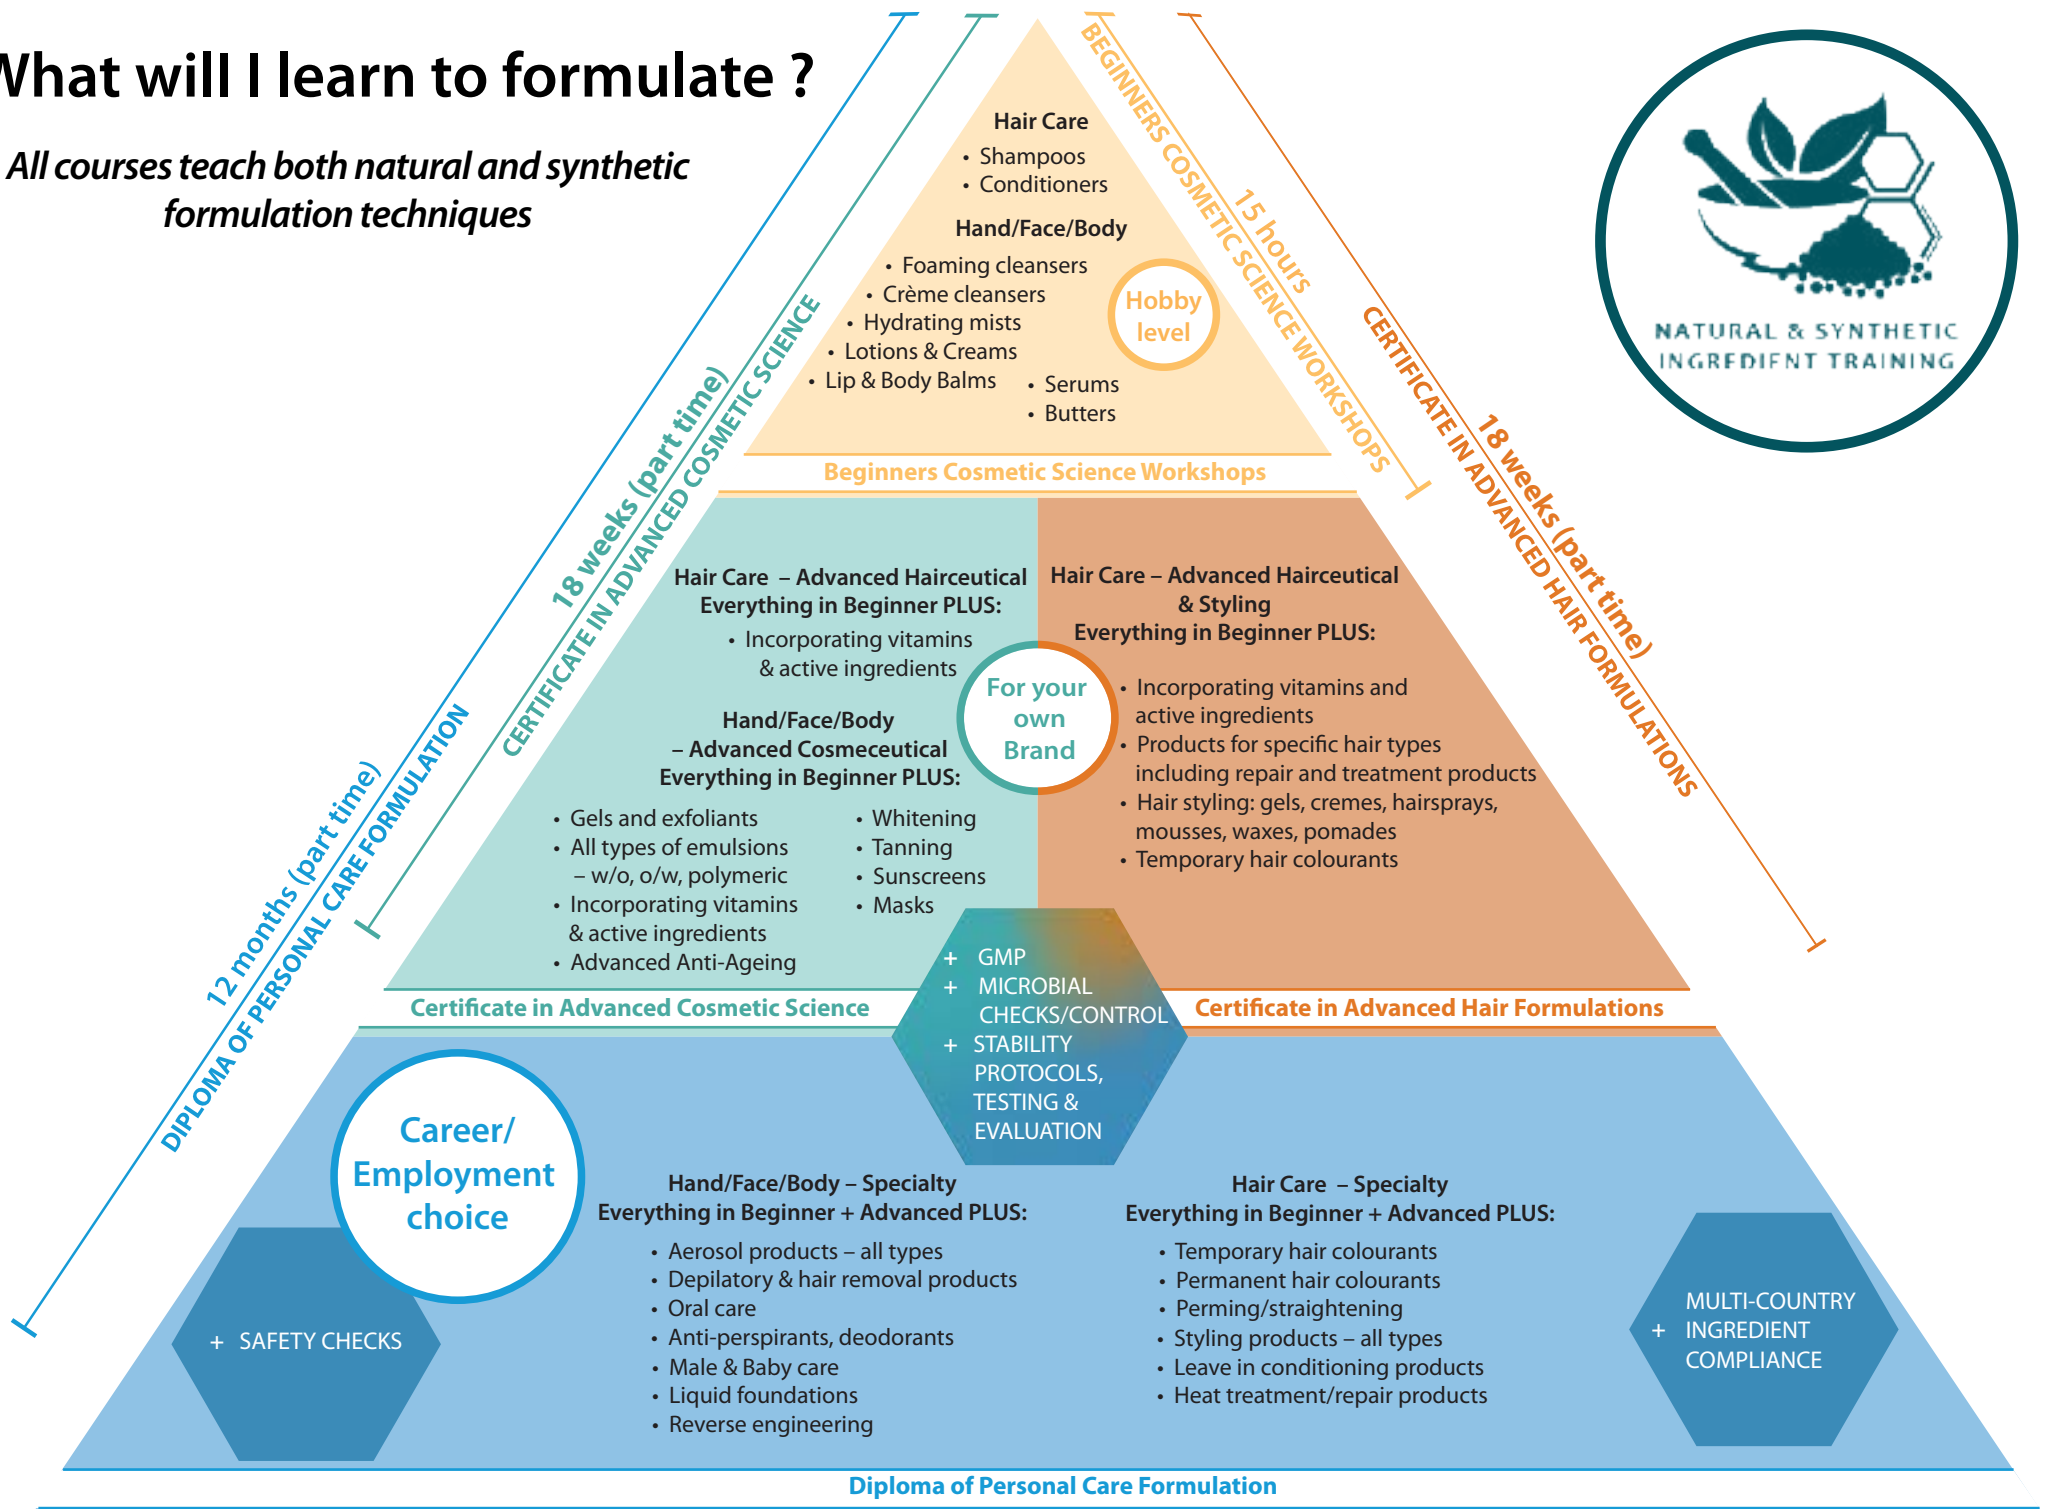 What will I learn to formulate ?
All courses teach both natural and synthetic
formulation techniques
NATURAL & SYNTHETIC
INGREDIENT TRAINING
Hair Care
• Shampoos
• Conditioners
Hand/Face/Body
• Foaming cleansers
• Crème cleansers
• Hydrating mists
• Lotions & Creams
• Lip & Body Balms
• Serums
• Butters
Hobby
level
Beginners Cosmetic Science Workshops
BEGINNERS COSMETIC SCIENCE WORKSHOPS
15 hours
CERTIFICATE IN ADVANCED HAIR FORMULATIONS
18 weeks (part time)
18 weeks (part time)
CERTIFICATE IN ADVANCED COSMETIC SCIENCE
12 months (part time)
DIPLOMA OF PERSONAL CARE FORMULATION
Hair Care – Advanced Hairceutical
Everything in Beginner PLUS:
• Incorporating vitamins
& active ingredients
Hand/Face/Body
– Advanced Cosmeceutical
Everything in Beginner PLUS:
• Gels and exfoliants
• All types of emulsions
– w/o, o/w, polymeric
• Incorporating vitamins
& active ingredients
• Advanced Anti-Ageing
• Whitening
• Tanning
• Sunscreens
• Masks
For your
own
Brand
Hair Care – Advanced Hairceutical
& Styling
Everything in Beginner PLUS:
• Incorporating vitamins and
active ingredients
• Products for specific hair types
including repair and treatment products
• Hair styling: gels, cremes, hairsprays,
mousses, waxes, pomades
• Temporary hair colourants
Certificate in Advanced Cosmetic Science
Certificate in Advanced Hair Formulations
+ GMP
+ MICROBIAL
CHECKS/CONTROL
+ STABILITY
PROTOCOLS,
TESTING &
EVALUATION
Career/
Employment
choice
+ SAFETY CHECKS
Hand/Face/Body – Specialty
Everything in Beginner + Advanced PLUS:
• Aerosol products – all types
• Depilatory & hair removal products
• Oral care
• Anti-perspirants, deodorants
• Male & Baby care
• Liquid foundations
• Reverse engineering
Hair Care – Specialty
Everything in Beginner + Advanced PLUS:
• Temporary hair colourants
• Permanent hair colourants
• Perming/straightening
• Styling products – all types
• Leave in conditioning products
• Heat treatment/repair products
MULTI-COUNTRY
+ INGREDIENT
COMPLIANCE
Diploma of Personal Care Formulation